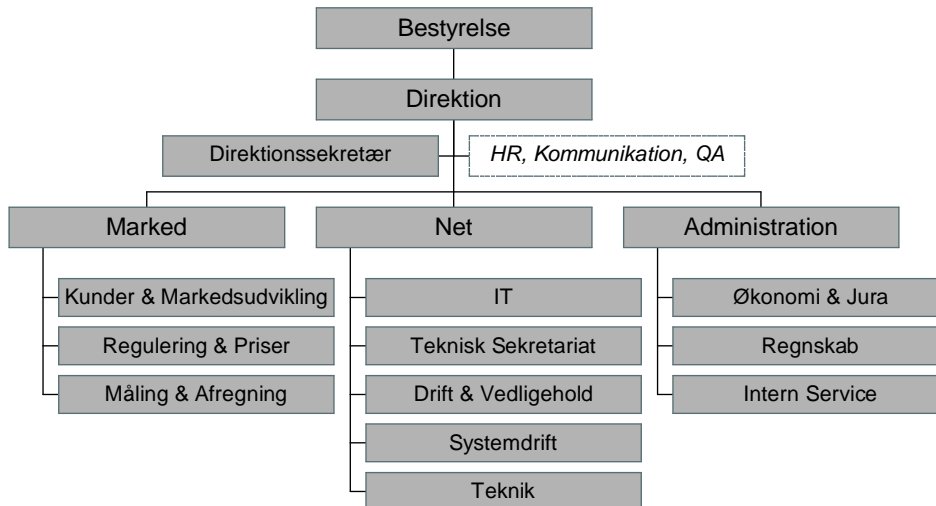 Bestyrelse
Direktion
Direktionssekretær
HR, Kommunikation, QA
Marked
Net
Administration
Kunder & Markedsudvikling
Regulering & Priser
Måling & Afregning
IT
Teknisk Sekretariat
Drift & Vedligehold
Systemdrift
Teknik
Økonomi & Jura
Regnskab
Intern Service